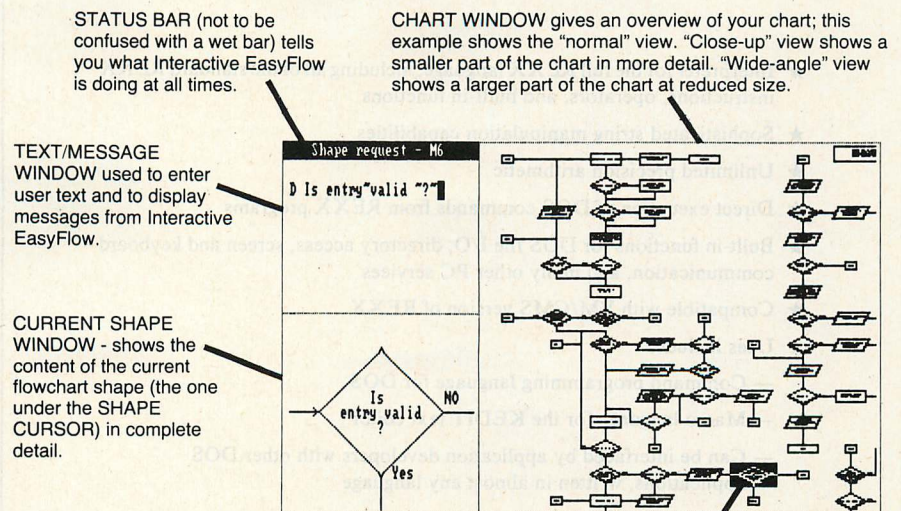 STATUS BAR (not to be
confused with a wet bar) tells
you what Interactive EasyFlow
is doing at all times.
CHART WINDOW gives an overview of your chart; this
example shows the “normal” view. “Close-up” view shows a
smaller part of the chart in more detail. “Wide-angle” view
shows a larger part of the chart at reduced size.
TEXT/MESSAGE
WINDOW used to enter
user text and to display
messages from Interactive
EasyFlow.
CURRENT SHAPE
WINDOW - shows the
content of the current
flowchart shape (the one
under the SHAPE
CURSOR) in complete
detail.
Shape request - M6
D Is entry~valid ~?~
Is
entry valid
?
NO
Yes